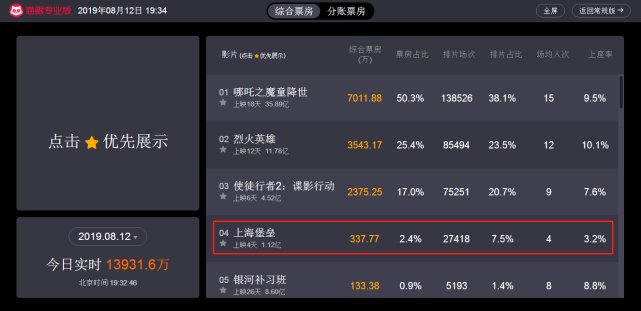 猫眼专业版 2019年08月12日 19:34 综合票房 分账票房 全屏 返回常规版
点击 ★ 优先展示
2019.08.12
今日实时 13931.6万
北京时间 19:32:46
影片 (点击 ★ 优先展示) 综合票房 (万) 票房占比 排片场次 排片占比 场均人次 上座率
01 哪吒之魔童降世 7011.88 50.3% 138526 38.1% 15 9.5%
上映18天 35.89亿
02 烈火英雄 3543.17 25.4% 85494 23.5% 12 10.1%
上映12天 11.78亿
03 使徒行者2：谍影行动 2375.25 17.0% 75251 20.7% 9 7.6%
上映6天 4.52亿
04 上海堡垒 337.77 2.4% 27418 7.5% 4 3.2%
上映4天 1.12亿
05 银河补习班 133.38 0.9% 5193 1.4% 8 8.8%
上映26天 8.60亿